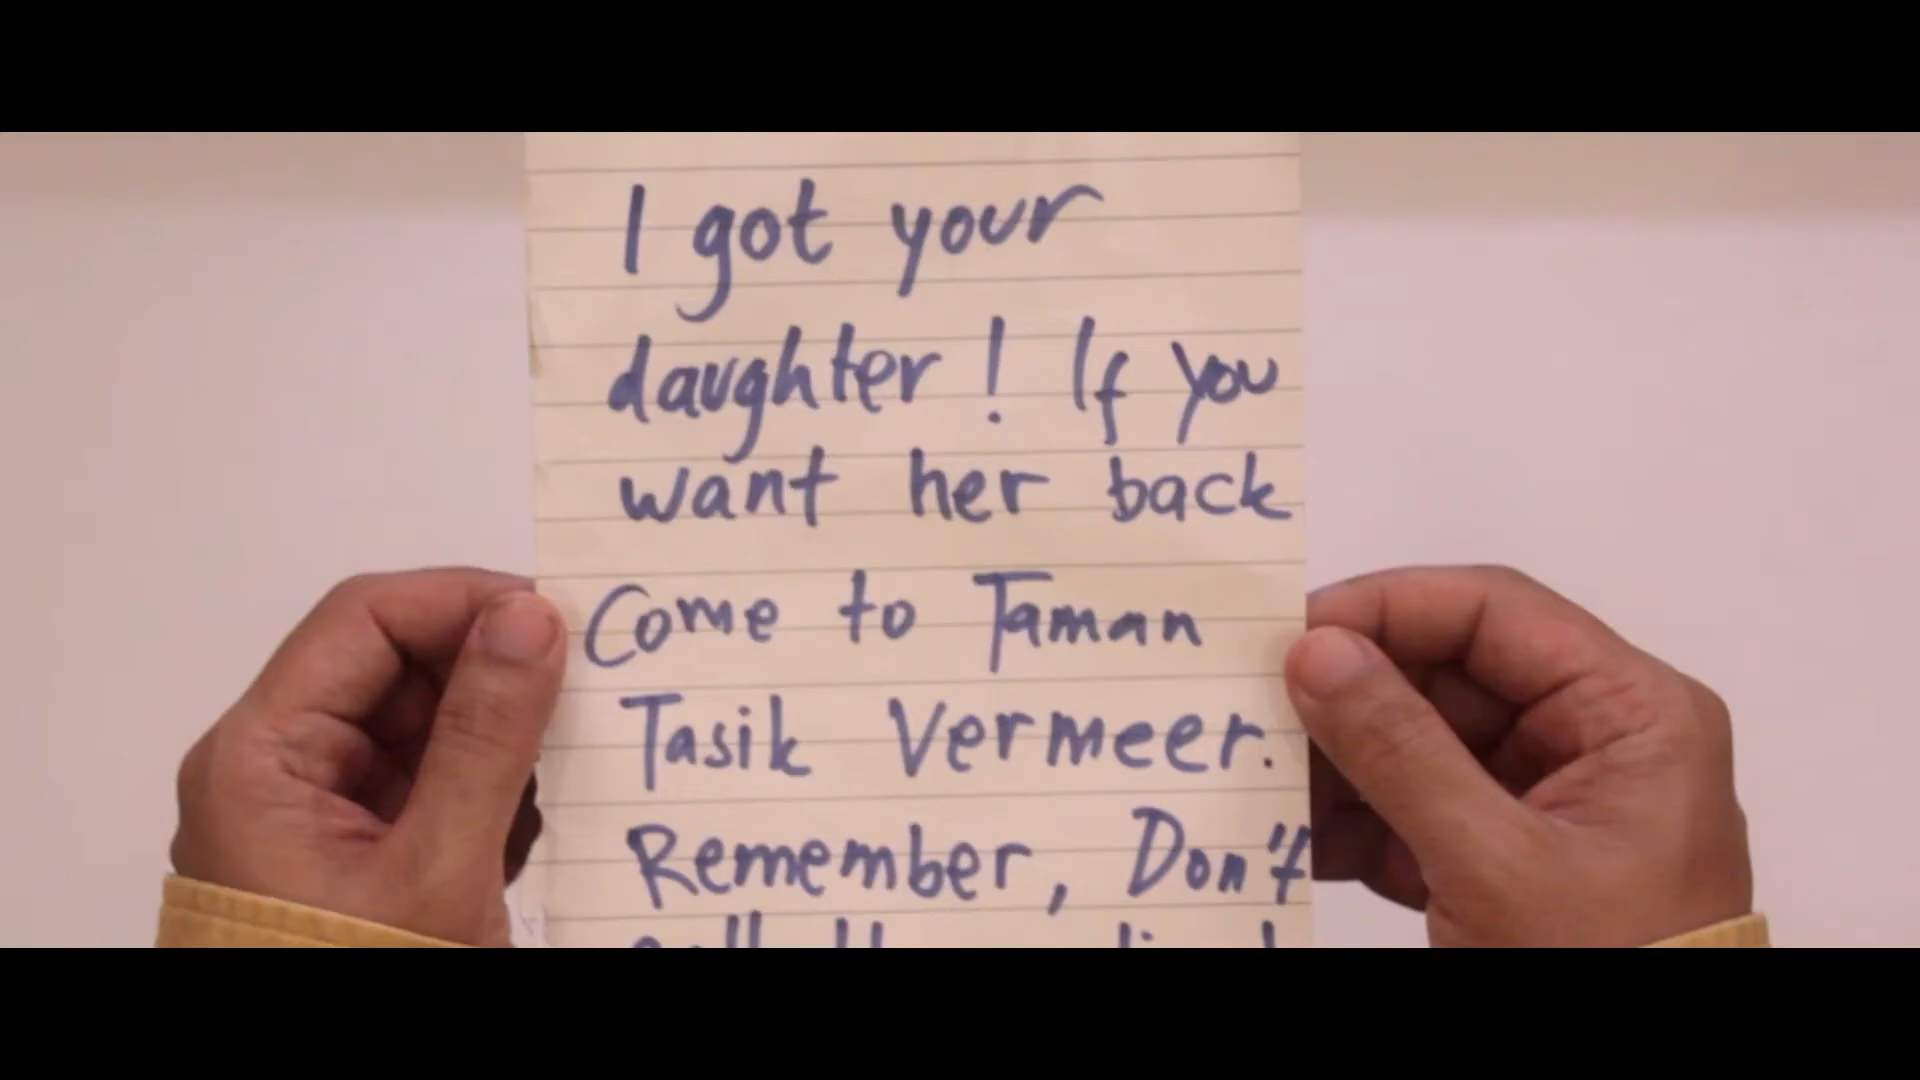 I got your
daughter! If you
want her back
Come to Taman
Tasik Vermeer.
Remember, Don't